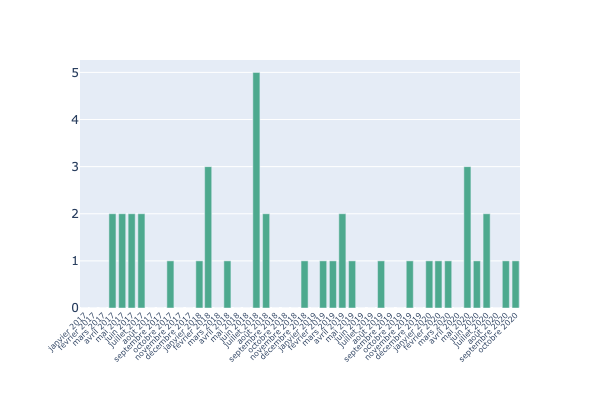 5
4
3
2
1
0
janvier 2017
février 2017
mars 2017
avril 2017
mai 2017
juin 2017
juillet 2017
août 2017
septembre 2017
octobre 2017
novembre 2017
décembre 2017
janvier 2018
février 2018
mars 2018
avril 2018
mai 2018
juin 2018
juillet 2018
août 2018
septembre 2018
octobre 2018
novembre 2018
décembre 2018
janvier 2019
février 2019
mars 2019
avril 2019
mai 2019
juin 2019
juillet 2019
août 2019
septembre 2019
octobre 2019
novembre 2019
décembre 2019
janvier 2020
février 2020
mars 2020
avril 2020
mai 2020
juin 2020
juillet 2020
août 2020
septembre 2020
octobre 2020